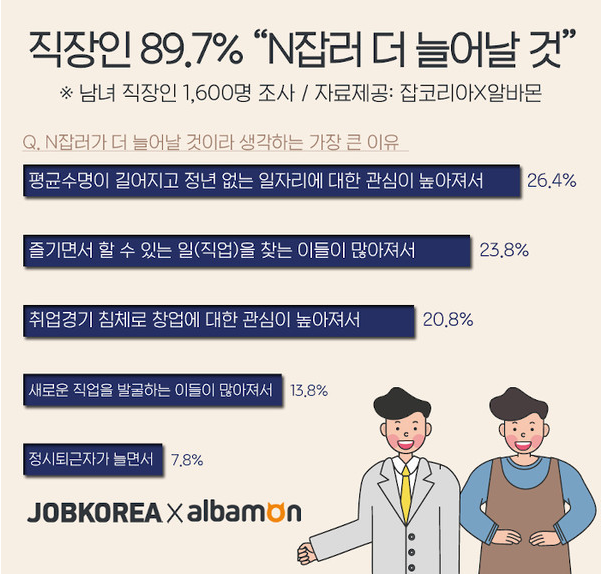 직장인 89.7% “N잡러 더 늘어날 것”
※ 남녀 직장인 1,600명 조사 / 자료제공: 잡코리아X알바몬
Q. N잡러가 더 늘어날 것이라 생각하는 가장 큰 이유
평균수명이 길어지고 정년 없는 일자리에 대한 관심이 높아져서 26.4%
즐기면서 할 수 있는 일(직업)을 찾는 이들이 많아져서 23.8%
취업경기 침체로 창업에 대한 관심이 높아져서 20.8%
새로운 직업을 발굴하는 이들이 많아져서 13.8%
정시퇴근자가 늘면서 7.8%
JOBKOREA X albamon